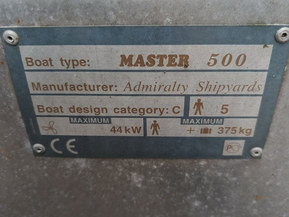 Boat type: MASTER 500
Manufacturer: Admiralty Shipyards
Boat design category: C 5
MAXIMUM MAXIMUM
44kW + 375kg
CE